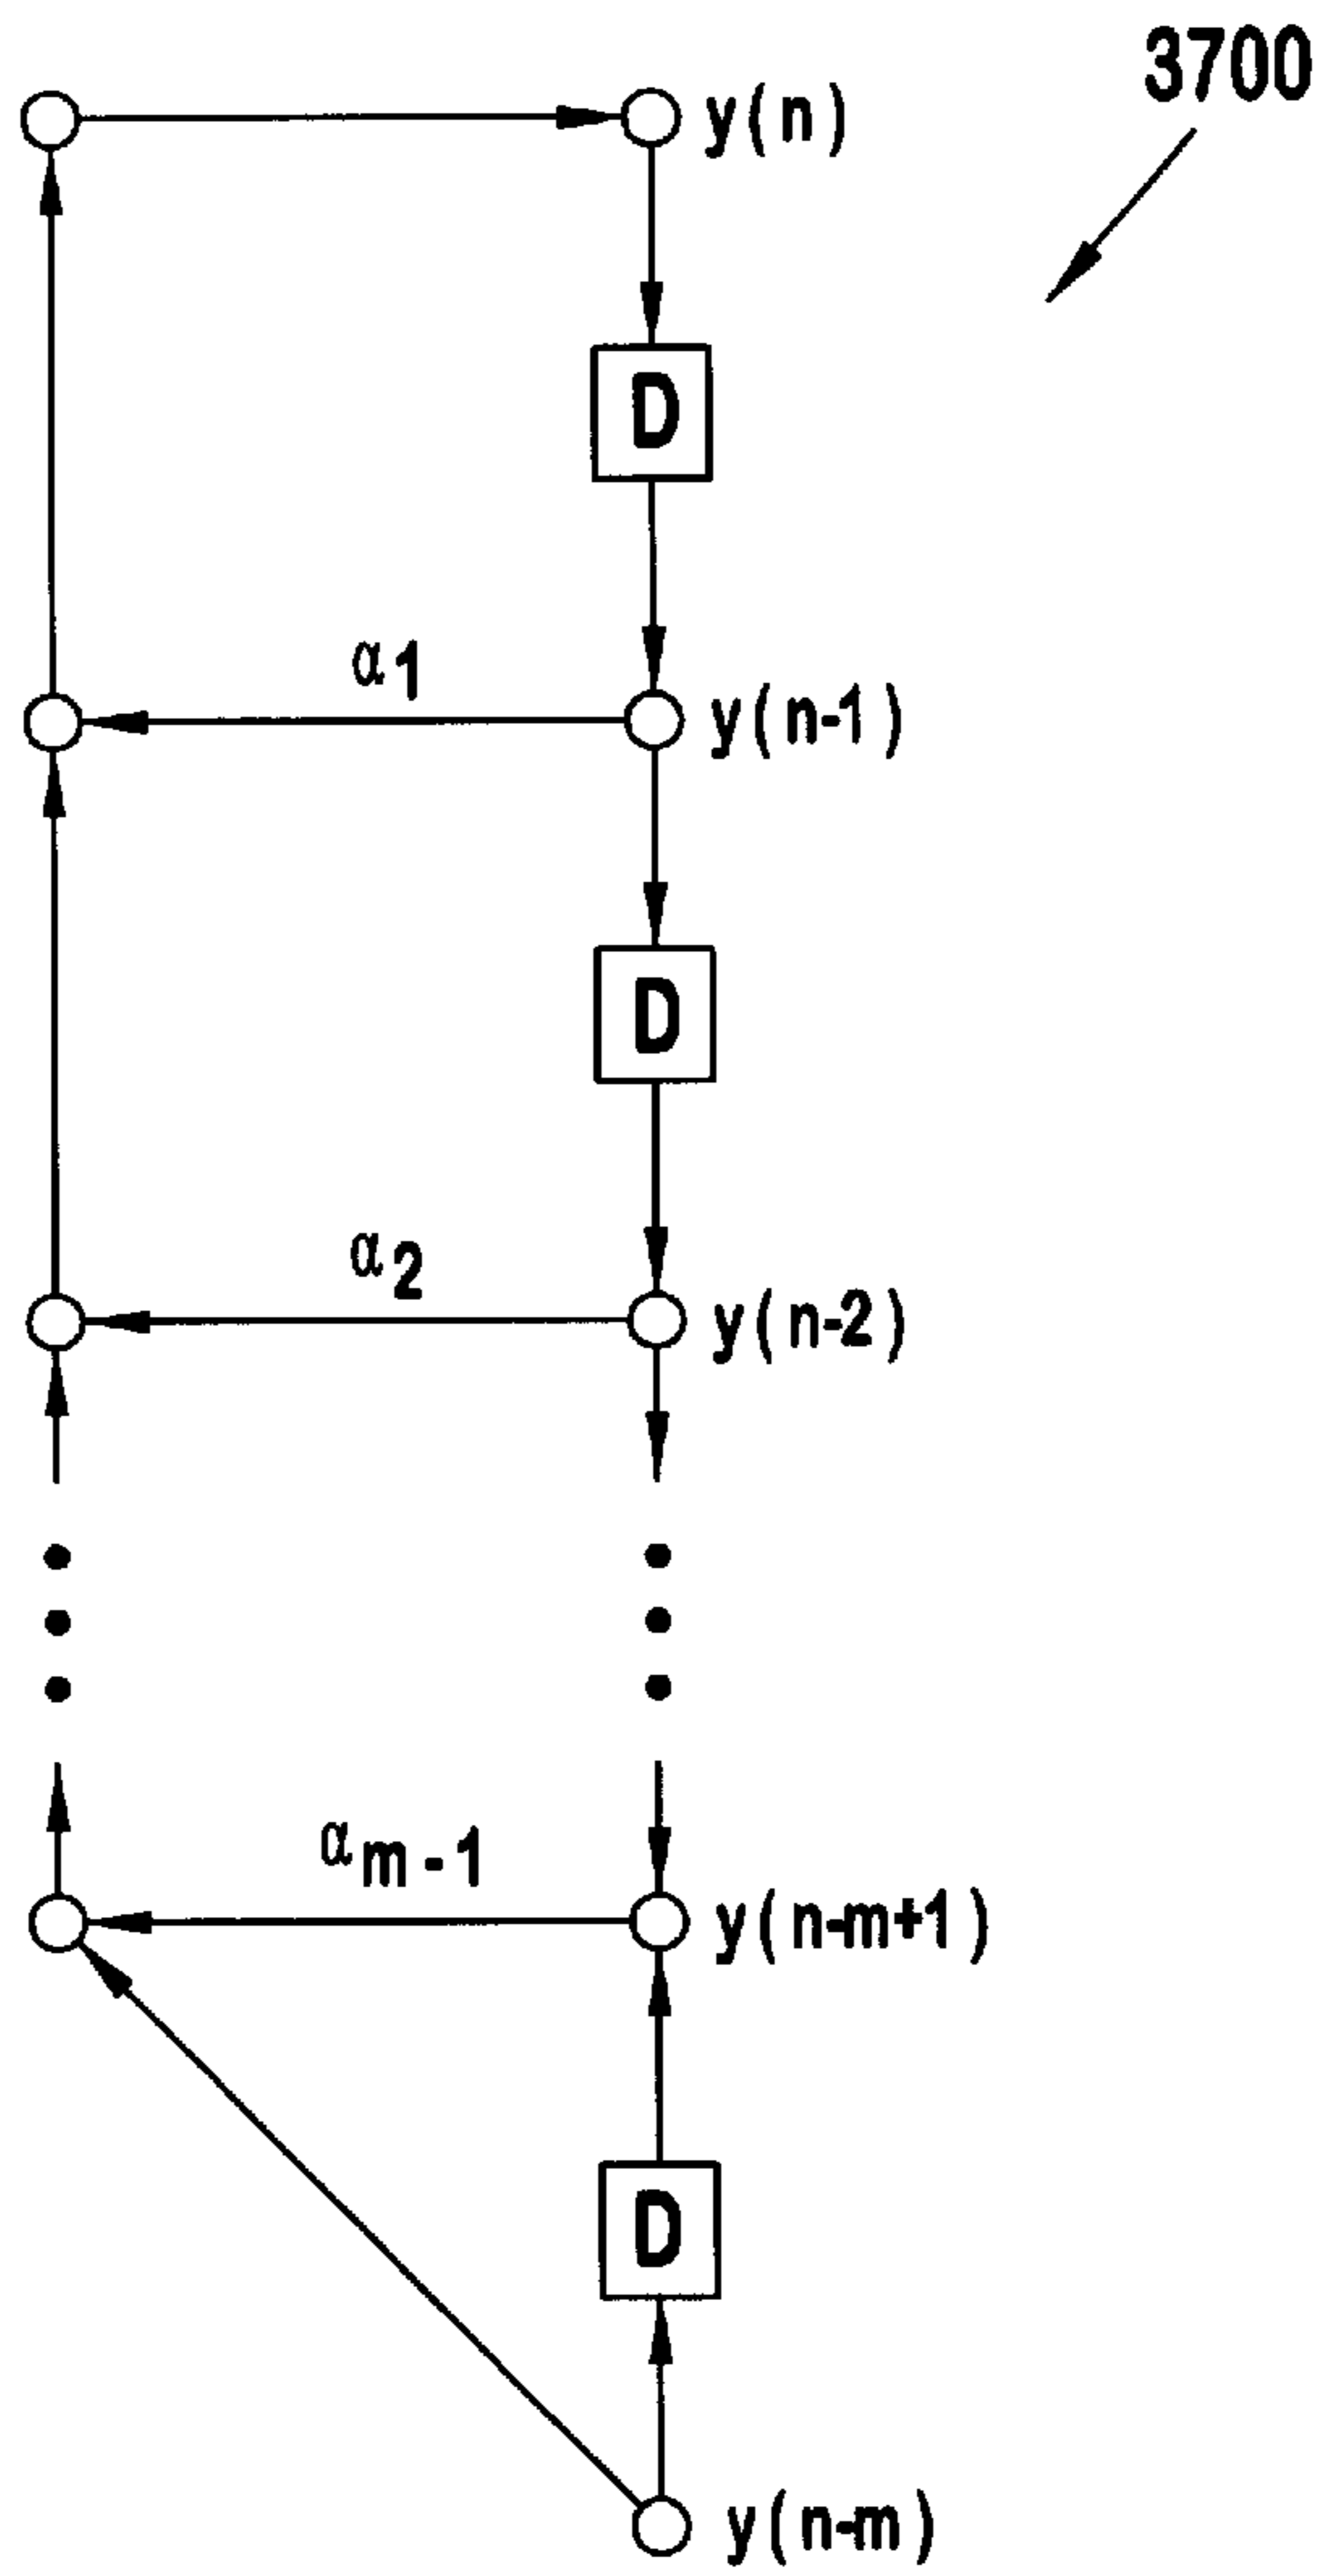 3700
y(n)
D
α1
y(n-1)
D
α2
y(n-2)
αm-1
y(n-m+1)
D
y(n-m)